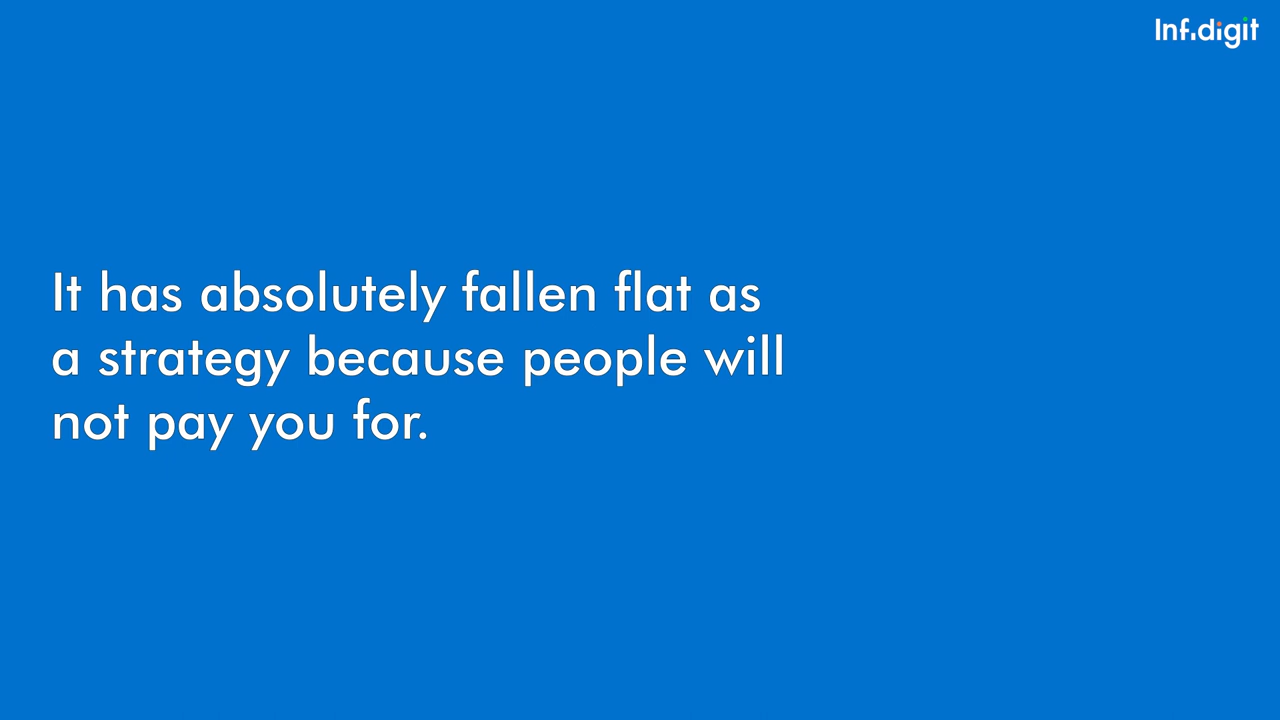 Inf.digit
It has absolutely fallen flat as
a strategy because people will
not pay you for.